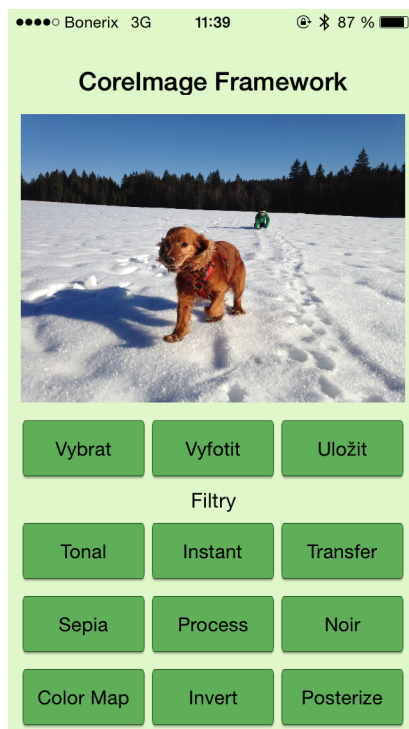 Bonerix 3G 11:39 87 %
CoreImage Framework
Vybrat Vyfotit Uložit
Filtry
Tonal Instant Transfer
Sepia Process Noir
Color Map Invert Posterize